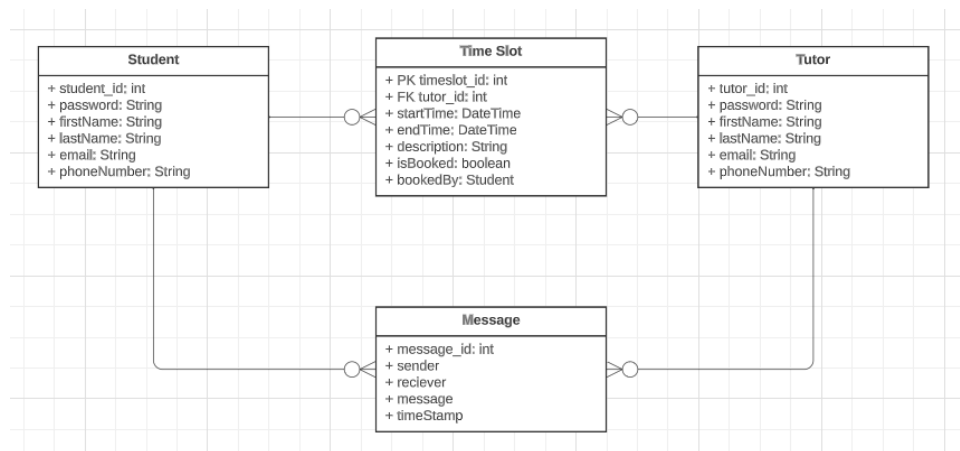 Student
+ student_id: int
+ password: String
+ firstName: String
+ lastName: String
+ email: String
+ phoneNumber: String
Time Slot
+ PK timeslot_id: int
+ FK tutor_id: int
+ startTime: DateTime
+ endTime: DateTime
+ description: String
+ isBooked: boolean
+ bookedBy: Student
Tutor
+ tutor_id: int
+ password: String
+ firstName: String
+ lastName: String
+ email: String
+ phoneNumber: String
Message
+ message_id: int
+ sender
+ reciever
+ message
+ timeStamp